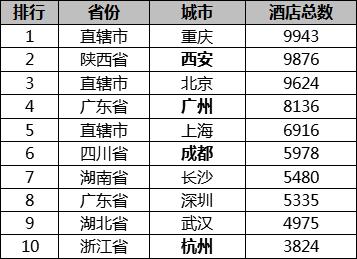 排行 省份 城市 酒店总数
1 直辖市 重庆 9943
2 陕西省 西安 9876
3 直辖市 北京 9624
4 广东省 广州 8136
5 直辖市 上海 6916
6 四川省 成都 5978
7 湖南省 长沙 5480
8 广东省 深圳 5335
9 湖北省 武汉 4975
10 浙江省 杭州 3824